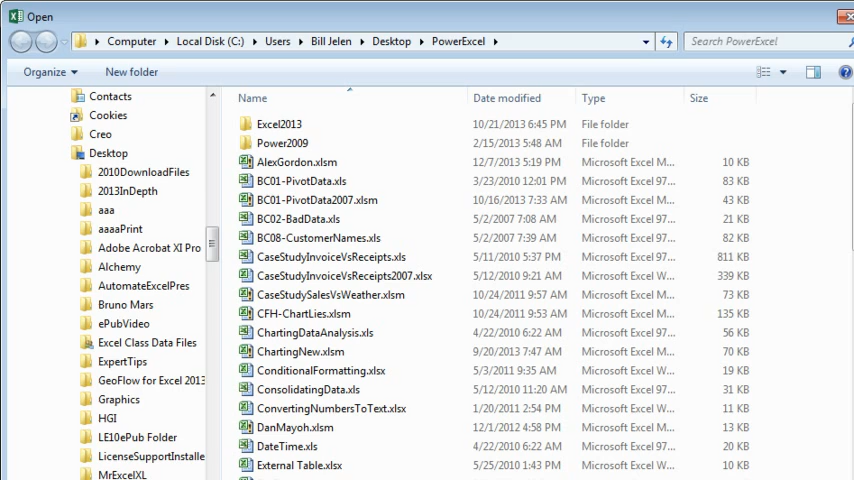 Open
Computer Local Disk (C:) Users Bill Jelen Desktop PowerExcel Search PowerExcel
Organize New folder
Contacts
Cookies
Creo
Desktop
2010DownloadFiles
2013InDepth
aaa
aaaaPrint
Adobe Acrobat XI Pro
Alchemy
AutomateExcelPres
Bruno Mars
ePubVideo
Excel Class Data Files
ExpertTips
GeoFlow for Excel 2013
Graphics
HGI
LE10ePub Folder
LicenseSupportInstalle
MrExcelXL
Name Date modified Type Size
Excel2013 10/21/2013 6:45 PM File folder
Power2009 2/15/2013 5:48 AM File folder
AlexGordon.xlsm 12/7/2013 5:19 PM Microsoft Excel M... 10 KB
BC01-PivotData.xls 3/23/2010 12:01 PM Microsoft Excel 97... 83 KB
BC01-PivotData2007.xlsm 10/16/2013 7:33 AM Microsoft Excel M... 43 KB
BC02-BadData.xls 5/2/2007 7:08 AM Microsoft Excel 97... 21 KB
BC08-CustomerNames.xls 5/2/2007 7:39 AM Microsoft Excel 97... 82 KB
CaseStudyInvoiceVsReceipts.xls 5/11/2010 5:37 PM Microsoft Excel 97... 811 KB
CaseStudyInvoiceVsReceipts2007.xlsx 5/12/2010 9:21 AM Microsoft Excel W... 339 KB
CaseStudySalesVsWeather.xlsm 10/24/2011 9:57 AM Microsoft Excel M... 73 KB
CFH-ChartLies.xlsm 10/24/2011 9:53 AM Microsoft Excel M... 135 KB
ChartingDataAnalysis.xls 4/22/2010 6:22 AM Microsoft Excel 97... 56 KB
ChartingNew.xlsm 9/20/2013 7:47 AM Microsoft Excel M... 70 KB
ConditionalFormatting.xlsx 5/3/2011 9:35 AM Microsoft Excel W... 19 KB
ConsolidatingData.xls 5/12/2010 11:20 AM Microsoft Excel 97... 31 KB
ConvertingNumbersToText.xlsx 1/20/2011 2:54 PM Microsoft Excel W... 11 KB
DanMayoh.xlsm 12/1/2012 4:58 PM Microsoft Excel M... 13 KB
DateTime.xls 4/22/2010 6:22 AM Microsoft Excel 97... 20 KB
External Table.xlsx 5/25/2010 1:43 PM Microsoft Excel W... 10 KB